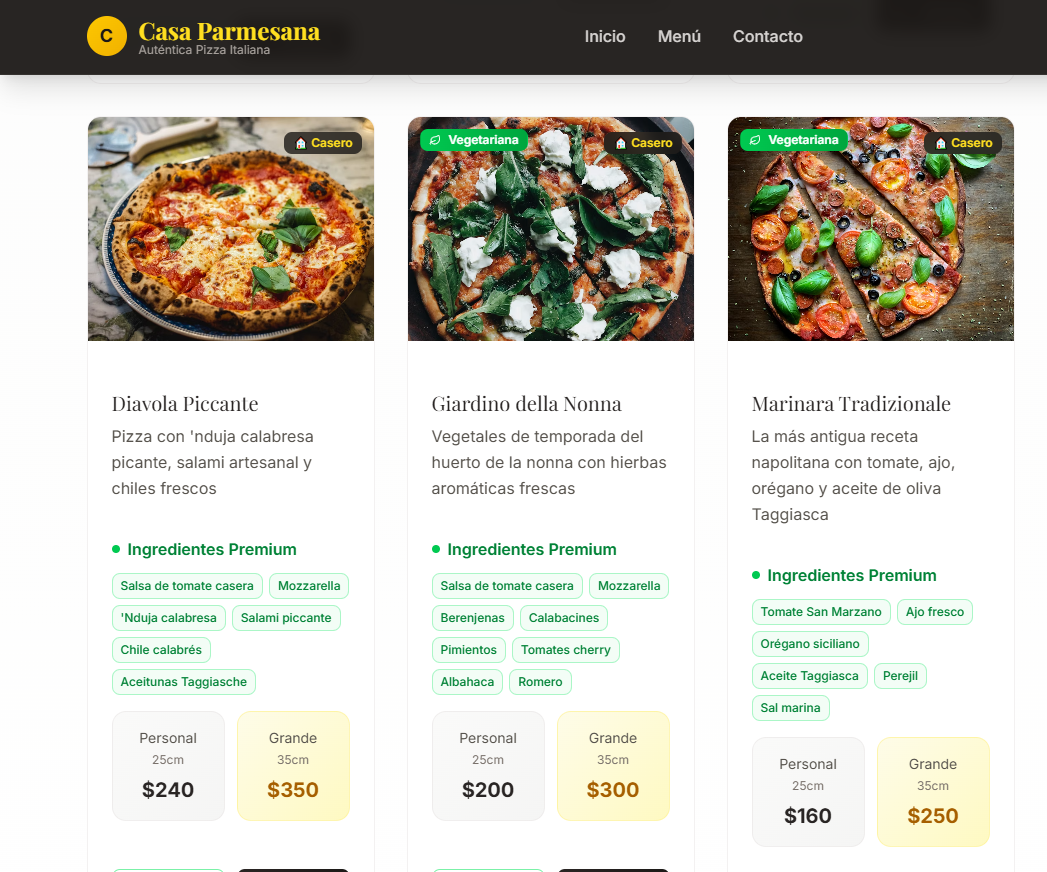 C
Casa Parmesana
Auténtica Pizza Italiana
Inicio
Menú
Contacto
Casero
Vegetariana
Casero
Vegetariana
Casero
Diavola Piccante
Pizza con 'nduja calabresa
picante, salami artesanal y
chiles frescos
Ingredientes Premium
Salsa de tomate casera
Mozzarella
'Nduja calabresa
Salami piccante
Chile calabrés
Aceitunas Taggiasche
Personal
25cm
$240
Grande
35cm
$350
Giardino della Nonna
Vegetales de temporada del
huerto de la nonna con hierbas
aromáticas frescas
Ingredientes Premium
Salsa de tomate casera
Mozzarella
Berenjenas
Calabacines
Pimientos
Tomates cherry
Albahaca
Romero
Personal
25cm
$200
Grande
35cm
$300
Marinara Tradizionale
La más antigua receta
napolitana con tomate, ajo,
orégano y aceite de oliva
Taggiasca
Ingredientes Premium
Tomate San Marzano
Ajo fresco
Orégano siciliano
Aceite Taggiasca
Perejil
Sal marina
Personal
25cm
$160
Grande
35cm
$250